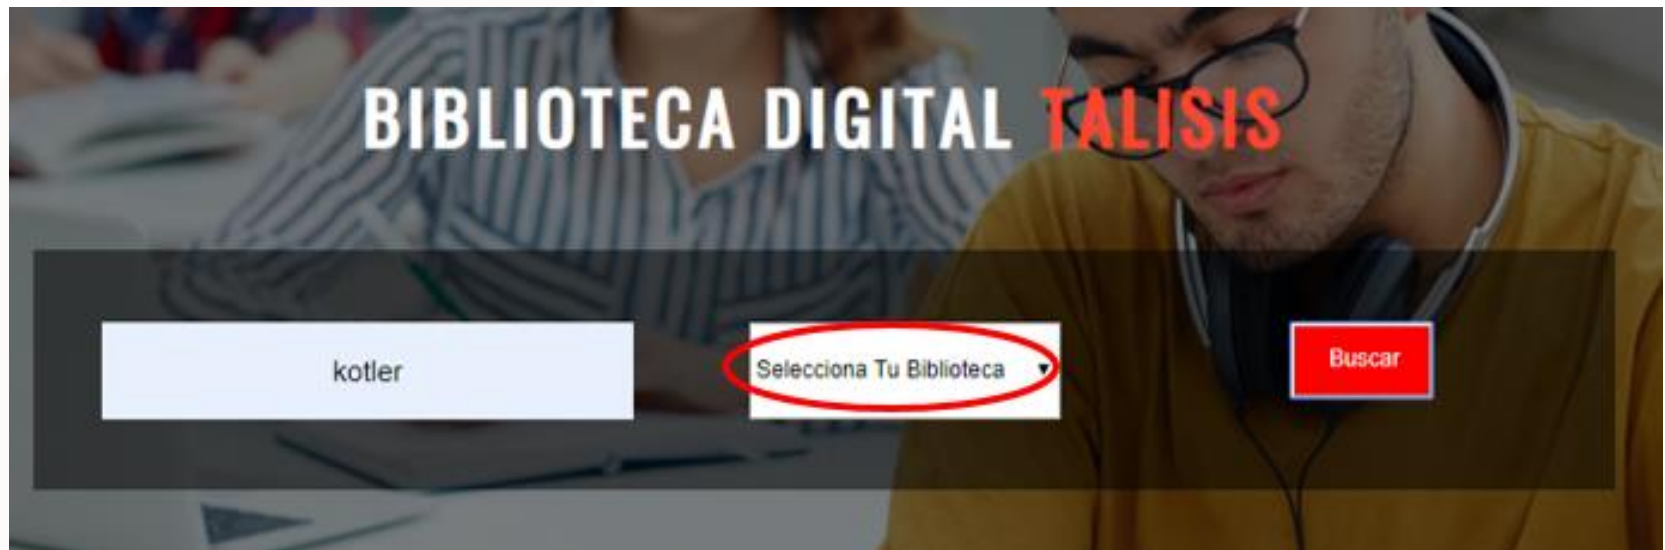 BIBLIOTECA DIGITAL TALISIS
kotler
Selecciona Tu Biblioteca
Buscar